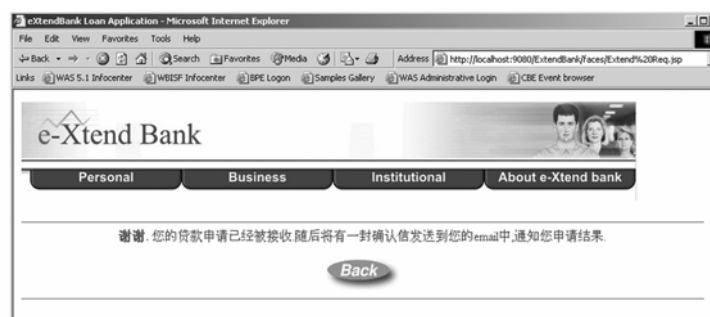 eXtendBank Loan Application - Microsoft Internet Explorer
File Edit View Favorites Tools Help
Back Search Favorites Media Address http://localhost:9080/ExtendBank/faces/Extend%20Req.jsp
Links WAS 5.1 Infocenter WBISF Infocenter BPE Logon Samples Gallery WAS Administrative Login CBE Event browser
e-Xtend Bank
Personal Business Institutional About e-Xtend bank
谢谢. 您的贷款申请已经被接收.随后将有一封确认信发送到您的email中,通知您申请结果.
Back